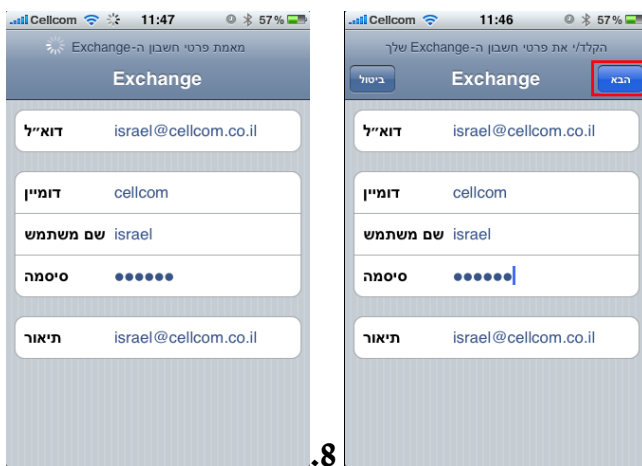 Cellcom 11:46 57%
הקלד/י את פרטי חשבון ה-Exchange שלך
ביטול Exchange הבא
דוא״ל israel@cellcom.co.il
דומיין cellcom
שם משתמש israel
סיסמה ●●●●●●
תיאור israel@cellcom.co.il
.8
Cellcom 11:47 57%
מאמת פרטי חשבון ה-Exchange
Exchange
דוא״ל israel@cellcom.co.il
דומיין cellcom
שם משתמש israel
סיסמה ●●●●●●
תיאור israel@cellcom.co.il